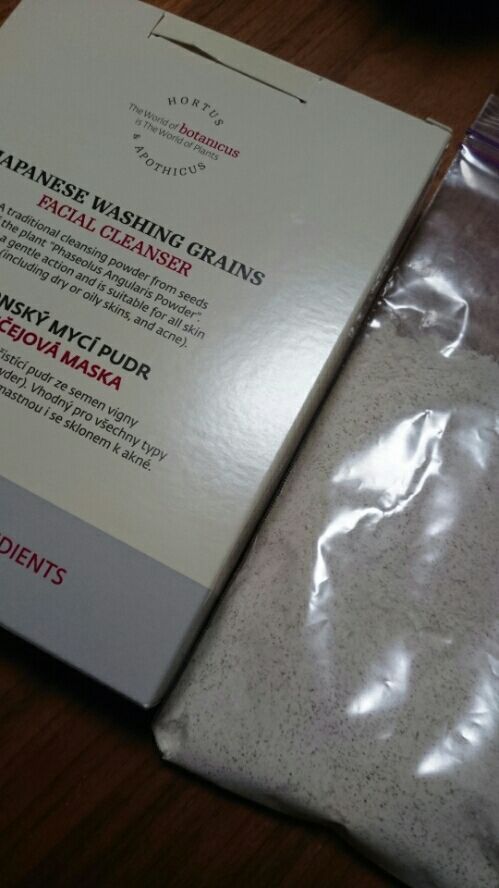 HORTUS
The World of botanicus
is The World of Plants
& APOTHICUS
JAPANESE WASHING GRAINS
FACIAL CLEANSER
A traditional cleansing powder from seeds
the plant "Phaseolus Angularis Powder".
a gentle action and is suitable for all skin
(including dry or oily skins, and acne).
ONSKÝ MYCÍ PUDR
ČEJOVÁ MASKA
čistící pudr ze semen vigny
wder). Vhodný pro všechny typy
mastnou i se sklonem k akné.
EDIENTS